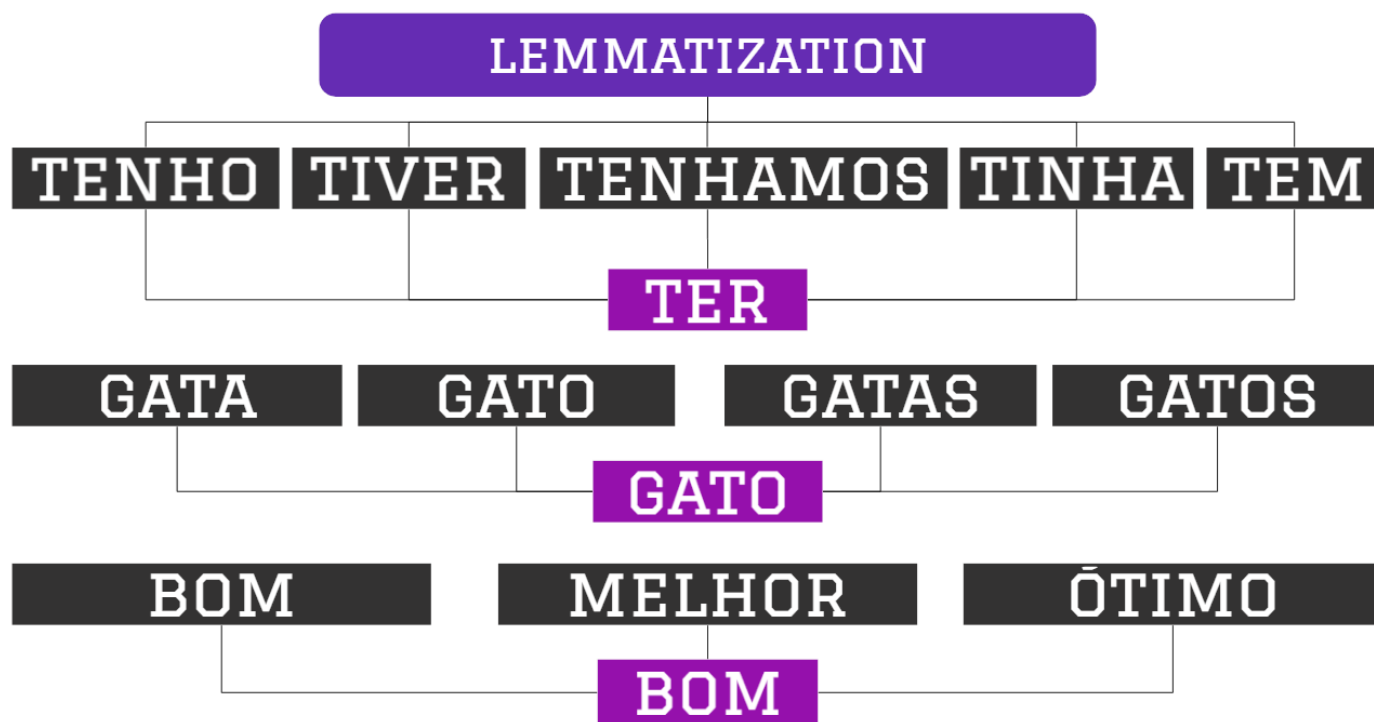 LEMMATIZATION
TENHO TIVER TENHAMOS TINHA TEM
TER
GATA GATO GATAS GATOS
GATO
BOM MELHOR ÓTIMO
BOM